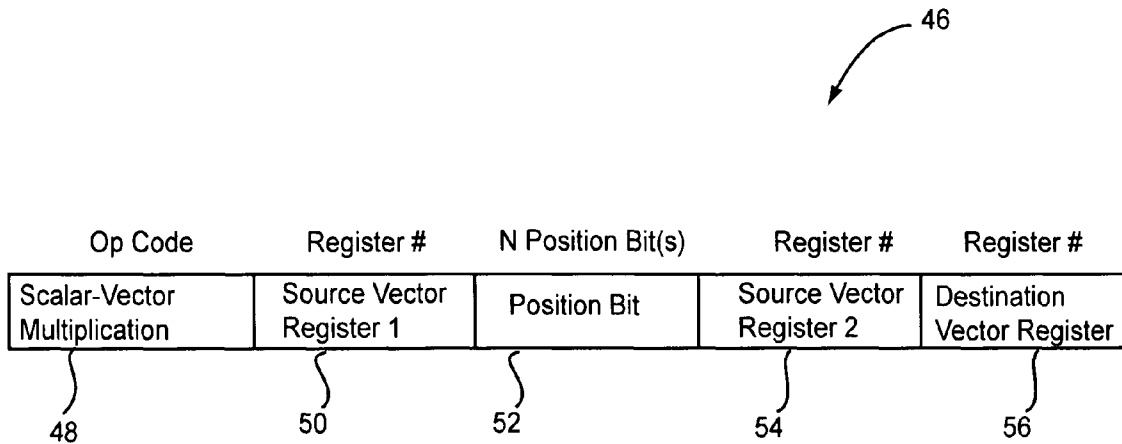 46
Op Code
Register #
N Position Bit(s)
Register #
Register #
Scalar-Vector
Multiplication
Source Vector
Register 1
Position Bit
Source Vector
Register 2
Destination
Vector Register
48
50
52
54
56